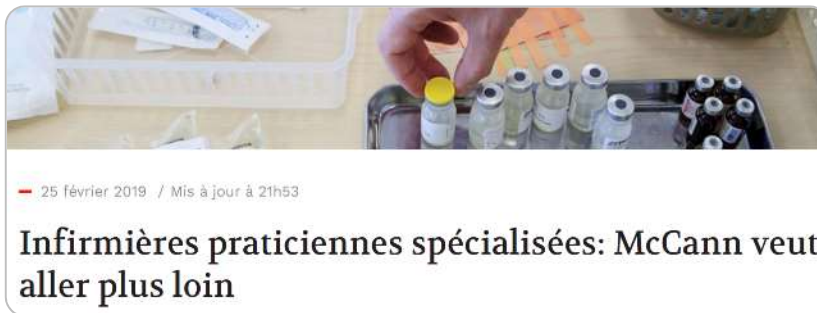 25 février 2019 / Mis à jour à 21h53
Infirmières praticiennes spécialisées: McCann veut
aller plus loin